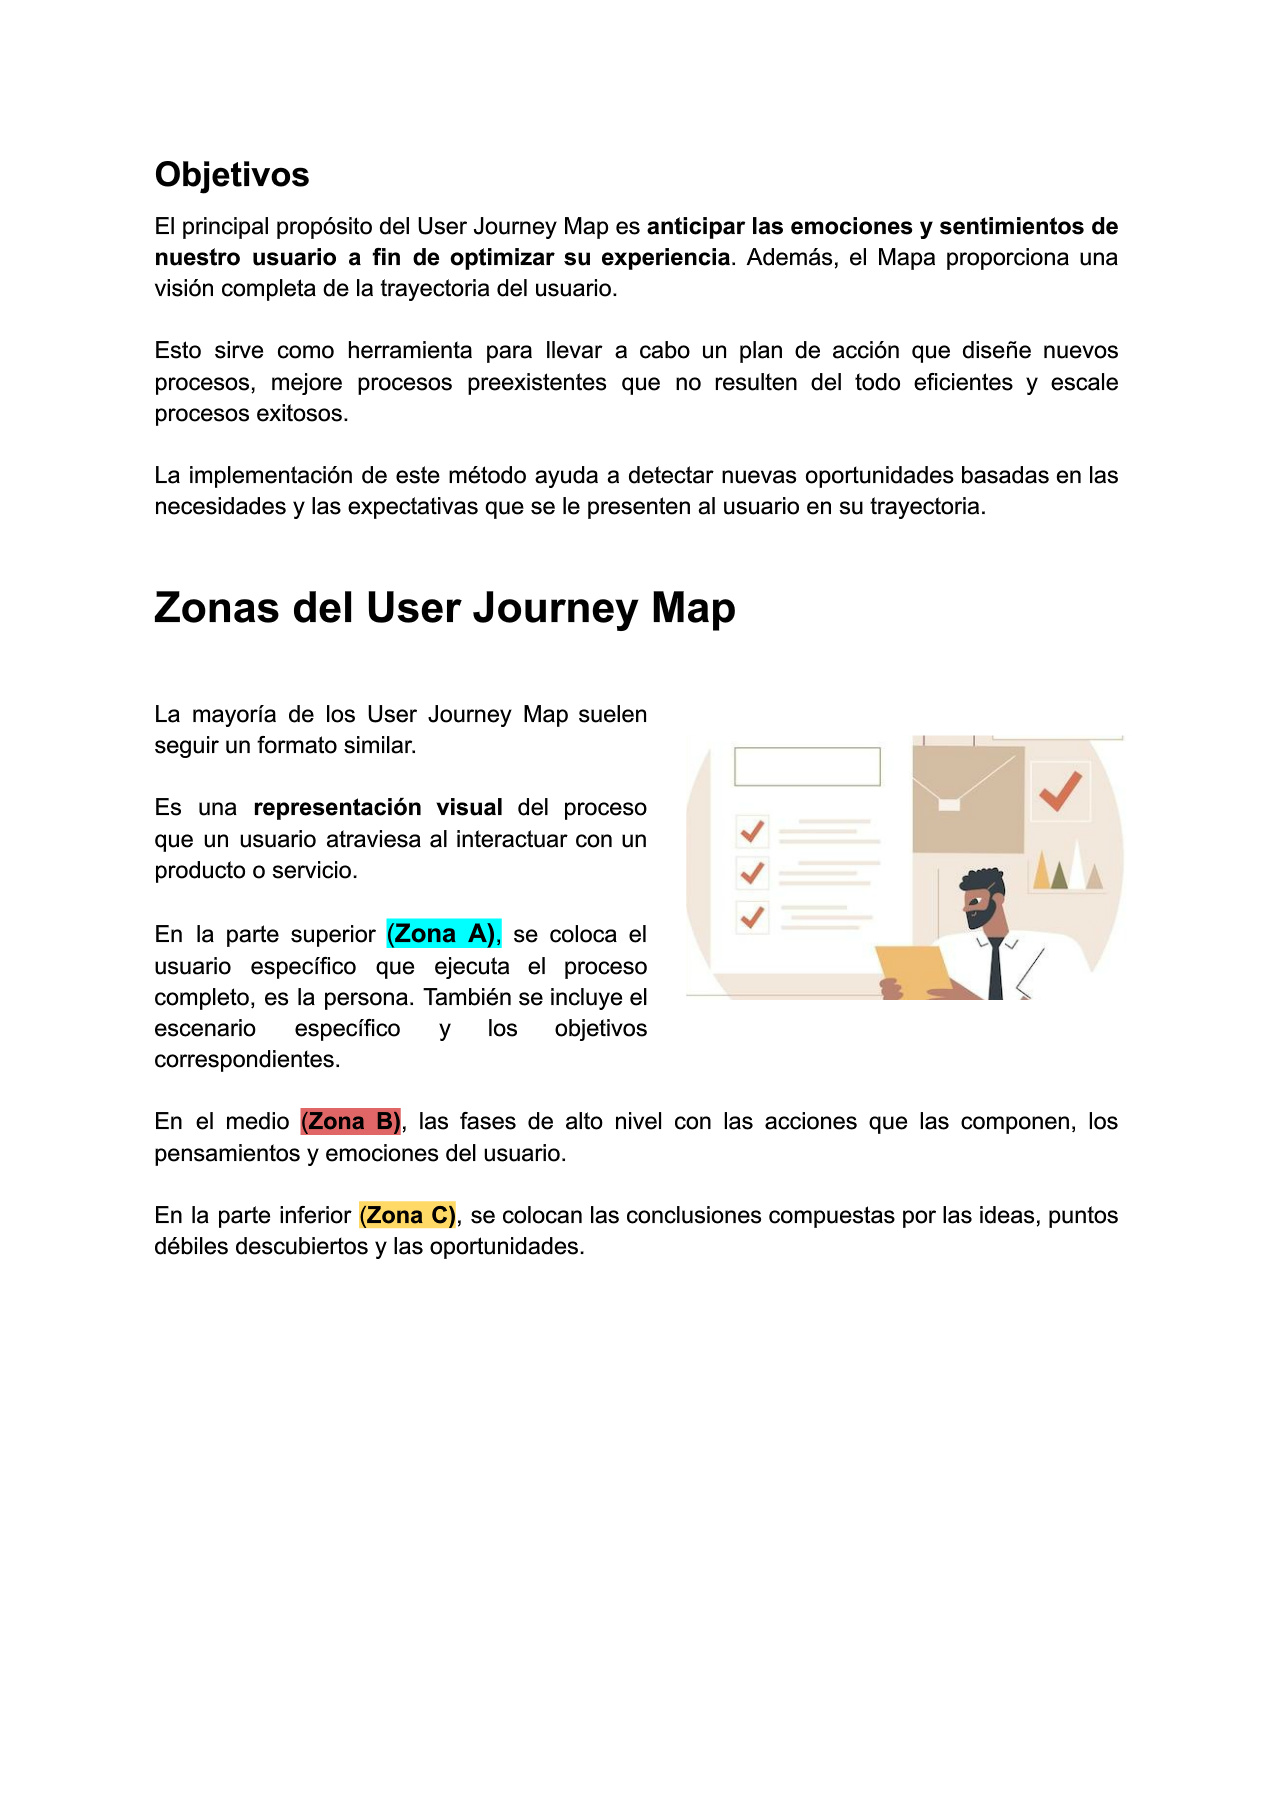 Objetivos
El principal propósito del User Journey Map es anticipar las emociones y sentimientos de
nuestro usuario a fin de optimizar su experiencia. Además, el Mapa proporciona una
visión completa de la trayectoria del usuario.
Esto sirve como herramienta para llevar a cabo un plan de acción que diseñe nuevos
procesos, mejore procesos preexistentes que no resulten del todo eficientes y escale
procesos exitosos.
La implementación de este método ayuda a detectar nuevas oportunidades basadas en las
necesidades y las expectativas que se le presenten al usuario en su trayectoria.
Zonas del User Journey Map
La mayoría de los User Journey Map suelen
seguir un formato similar.
Es una representación visual del proceso
que un usuario atraviesa al interactuar con un
producto o servicio.
En la parte superior (Zona A), se coloca el
usuario específico que ejecuta el proceso
completo, es la persona. También se incluye el
escenario específico y los objetivos
correspondientes.
En el medio (Zona B), las fases de alto nivel con las acciones que las componen, los
pensamientos y emociones del usuario.
En la parte inferior (Zona C), se colocan las conclusiones compuestas por las ideas, puntos
débiles descubiertos y las oportunidades.